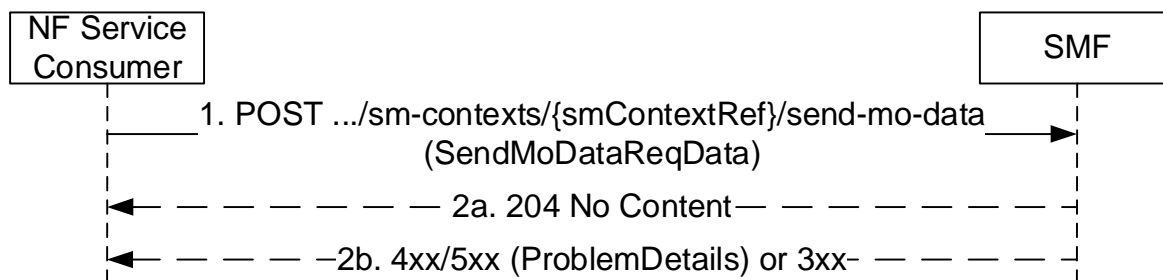 NF Service
Consumer
SMF
1. POST .../sm-contexts/{smContextRef}/send-mo-data
(SendMoDataReqData)
2a. 204 No Content
2b. 4xx/5xx (ProblemDetails) or 3xx